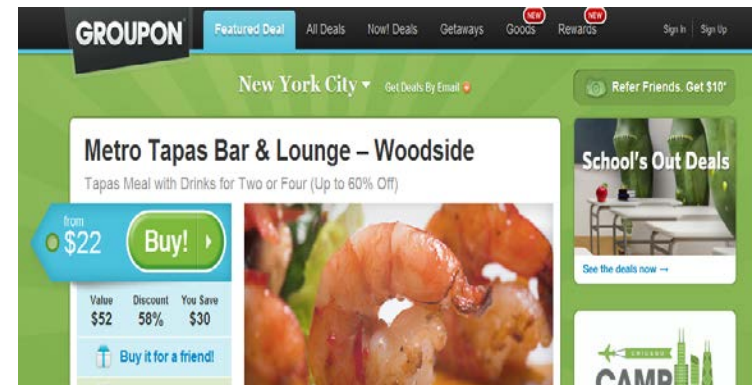 GROUPON
Featured Deal All Deals Now! Deals Getaways Goods NEW Rewards NEW Sign In Sign Up
New York City Get Deals By Email
Refer Friends. Get $10*
Metro Tapas Bar & Lounge – Woodside
Tapas Meal with Drinks for Two or Four (Up to 60% Off)
from
$22
Buy!
Value Discount You Save
$52 58% $30
Buy it for a friend!
School's Out Deals
See the deals now →
CHICAGO
CAMP